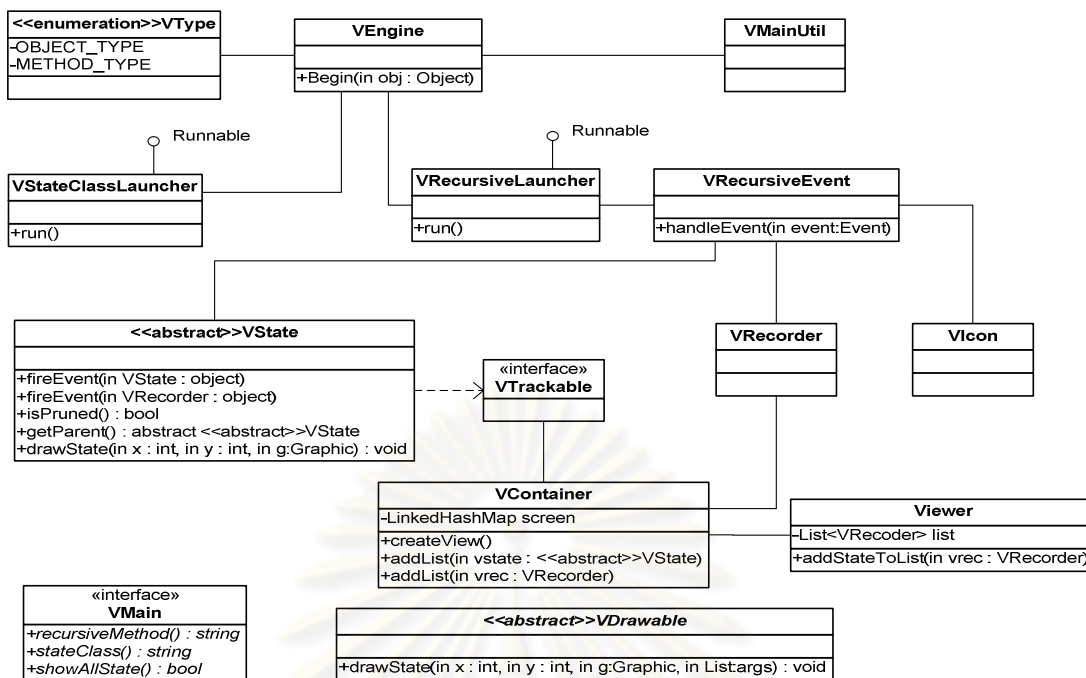 <<enumeration>>VType
-OBJECT_TYPE
-METHOD_TYPE
VEngine
+Begin(in obj : Object)
VMainUtil
Runnable
VStateClassLauncher
+run()
Runnable
VRecursiveLauncher
+run()
VRecursiveEvent
+handleEvent(in event:Event)
<<abstract>>VState
+fireEvent(in VState : object)
+fireEvent(in VRecorder : object)
+isPruned() : bool
+getParent() : abstract <<abstract>>VState
+drawState(in x : int, in y : int, in g:Graphic) : void
«interface»
VTrackable
VRecorder
VIcon
VContainer
-LinkedHashMap screen
+createView()
+addList(in vstate : <<abstract>>VState)
+addList(in vrec : VRecorder)
Viewer
-List<VRecoder> list
+addStateToList(in vrec : VRecorder)
«interface»
VMain
+recursiveMethod() : string
+stateClass() : string
+showAllState() : bool
<<abstract>>VDrawable
+drawState(in x : int, in y : int, in g:Graphic, in List:args) : void